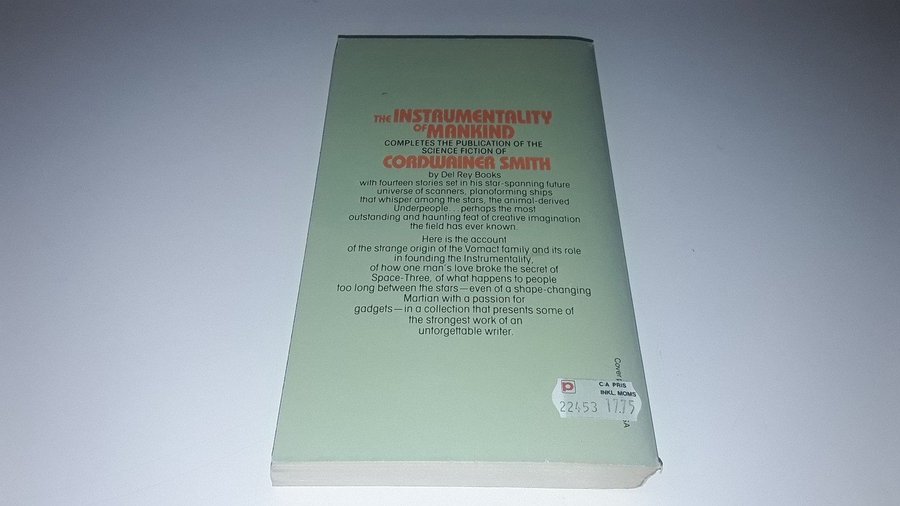 THE INSTRUMENTALITY
OF MANKIND
COMPLETES THE PUBLICATION OF THE
SCIENCE FICTION OF
CORDWAINER SMITH
by Del Rey Books
with fourteen stories set in his star-spanning future
universe of scanners, planoforming ships
that whisper among the stars, the animal-derived
Underpeople... perhaps the most
outstanding and haunting feat of creative imagination
the field has ever known.
Here is the account
of the strange origin of the Vomact family and its role
in founding the Instrumentality,
of how one man's love broke the secret of
Space-Three, of what happens to people
too long between the stars—even of a shape-changing
Martian with a passion for
gadgets—in a collection that presents some of
the strongest work of an
unforgettable writer.
Cover
P
CA PRIS
INKL. MOMS
22453 17.75